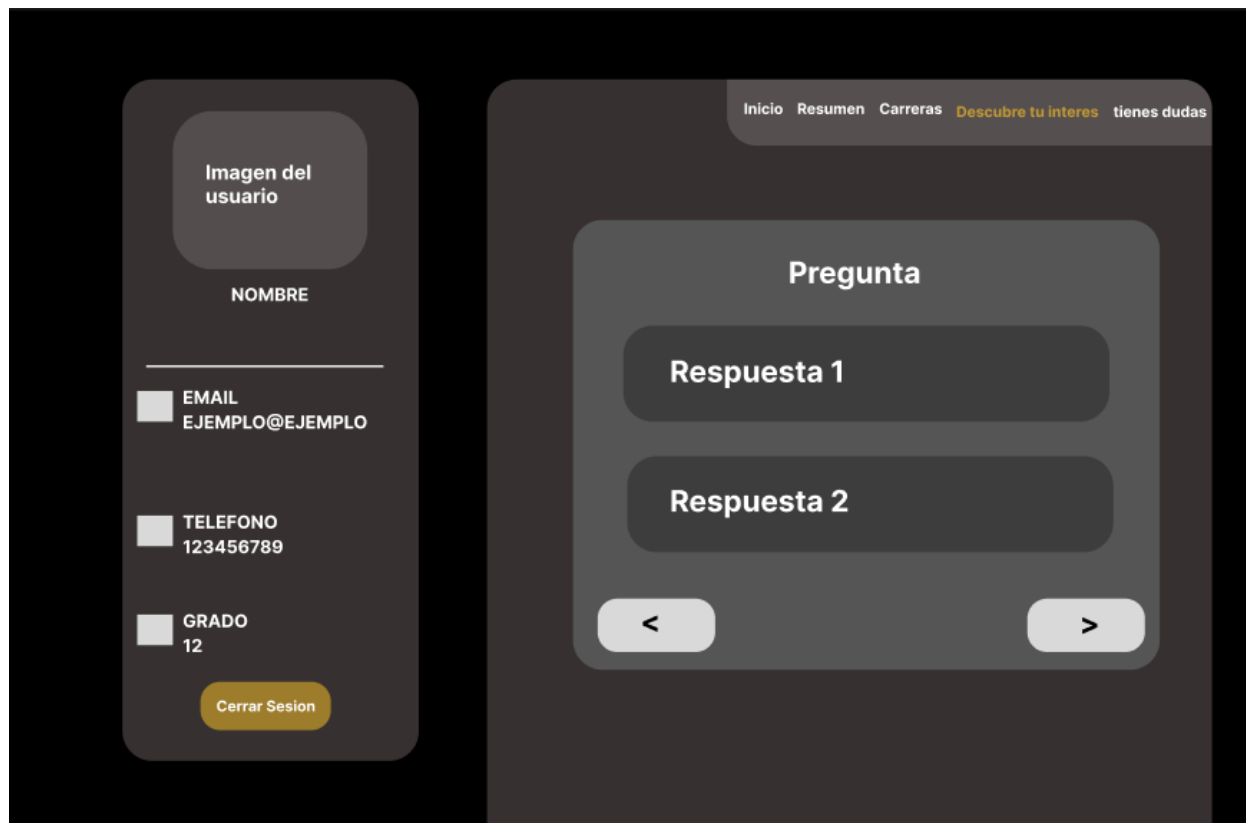 Imagen del
usuario
NOMBRE
EMAIL
EJEMPLO@EJEMPLO
TELEFONO
123456789
GRADO
12
Cerrar Sesion
Inicio Resumen Carreras Descubre tu interes tienes dudas
Pregunta
Respuesta 1
Respuesta 2
< >